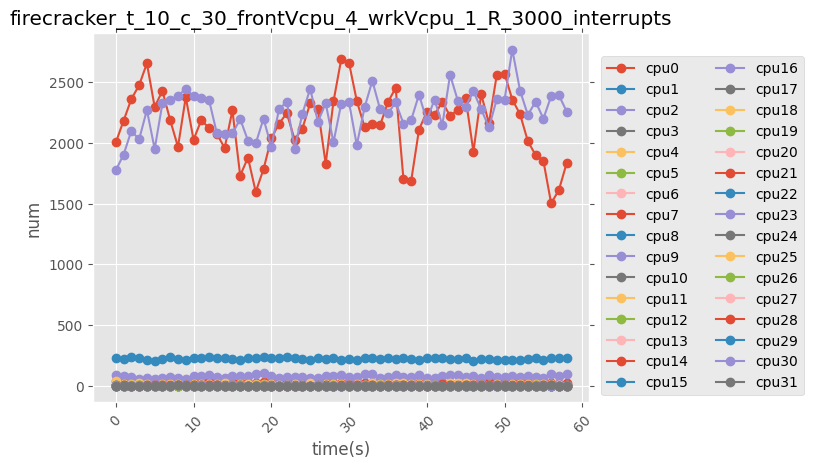 firecracker_t_10_c_30_frontVcpu_4_wrkVcpu_1_R_3000_interrupts
2500
2000
1500
1000
500
0
num
0
10
20
30
40
50
60
time(s)
cpu0
cpu1
cpu2
cpu3
cpu4
cpu5
cpu6
cpu7
cpu8
cpu9
cpu10
cpu11
cpu12
cpu13
cpu14
cpu15
cpu16
cpu17
cpu18
cpu19
cpu20
cpu21
cpu22
cpu23
cpu24
cpu25
cpu26
cpu27
cpu28
cpu29
cpu30
cpu31